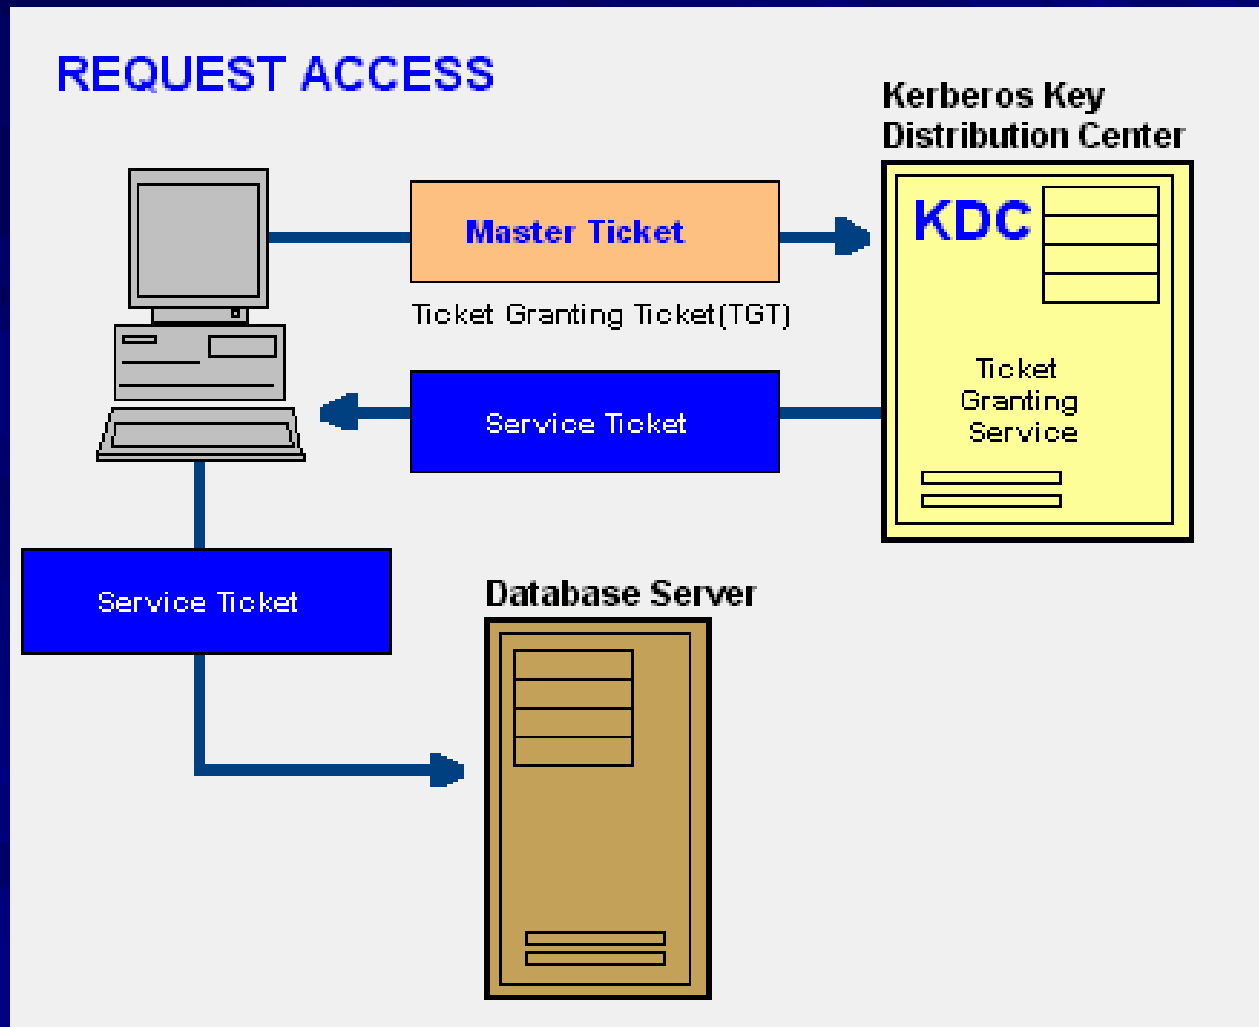 REQUEST ACCESS
Kerberos Key
Distribution Center
Master Ticket
KDC
Ticket Granting Ticket(TGT)
Ticket
Granting
Service
Service Ticket
Service Ticket
Database Server